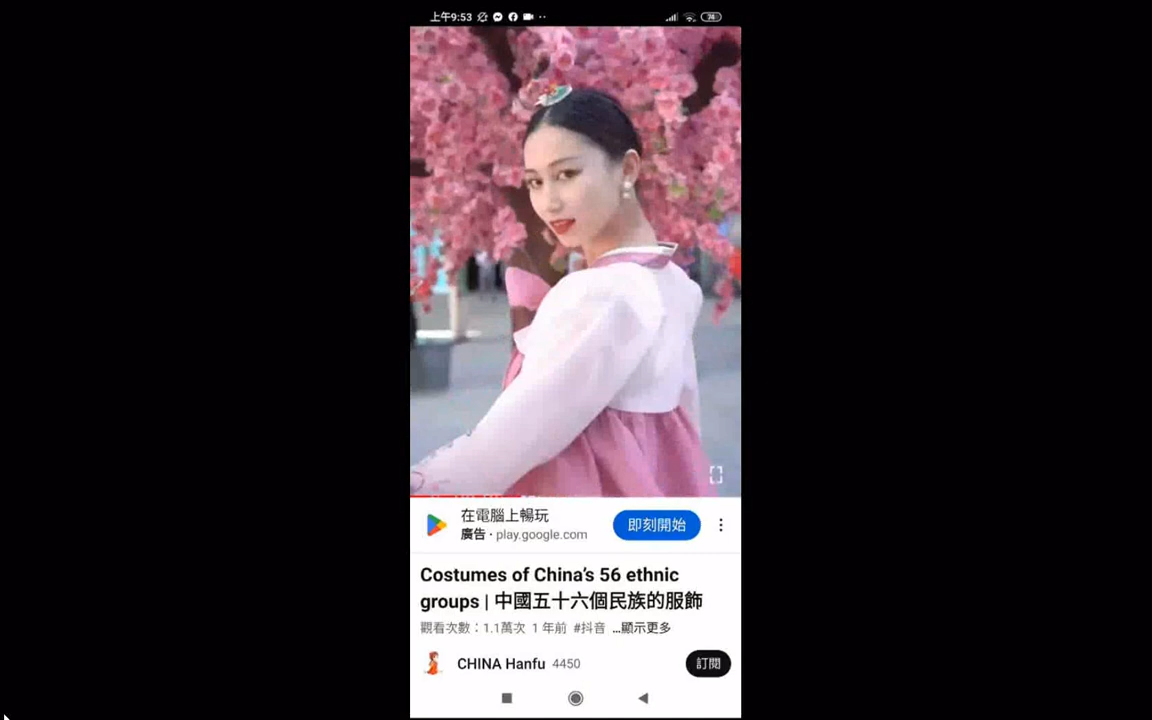 上午9:53
74
在電腦上暢玩
廣告 · play.google.com
即刻開始
Costumes of China's 56 ethnic
groups | 中國五十六個民族的服飾
觀看次數：1.1萬次 1 年前 #抖音 ...顯示更多
CHINA Hanfu 4450
訂閱